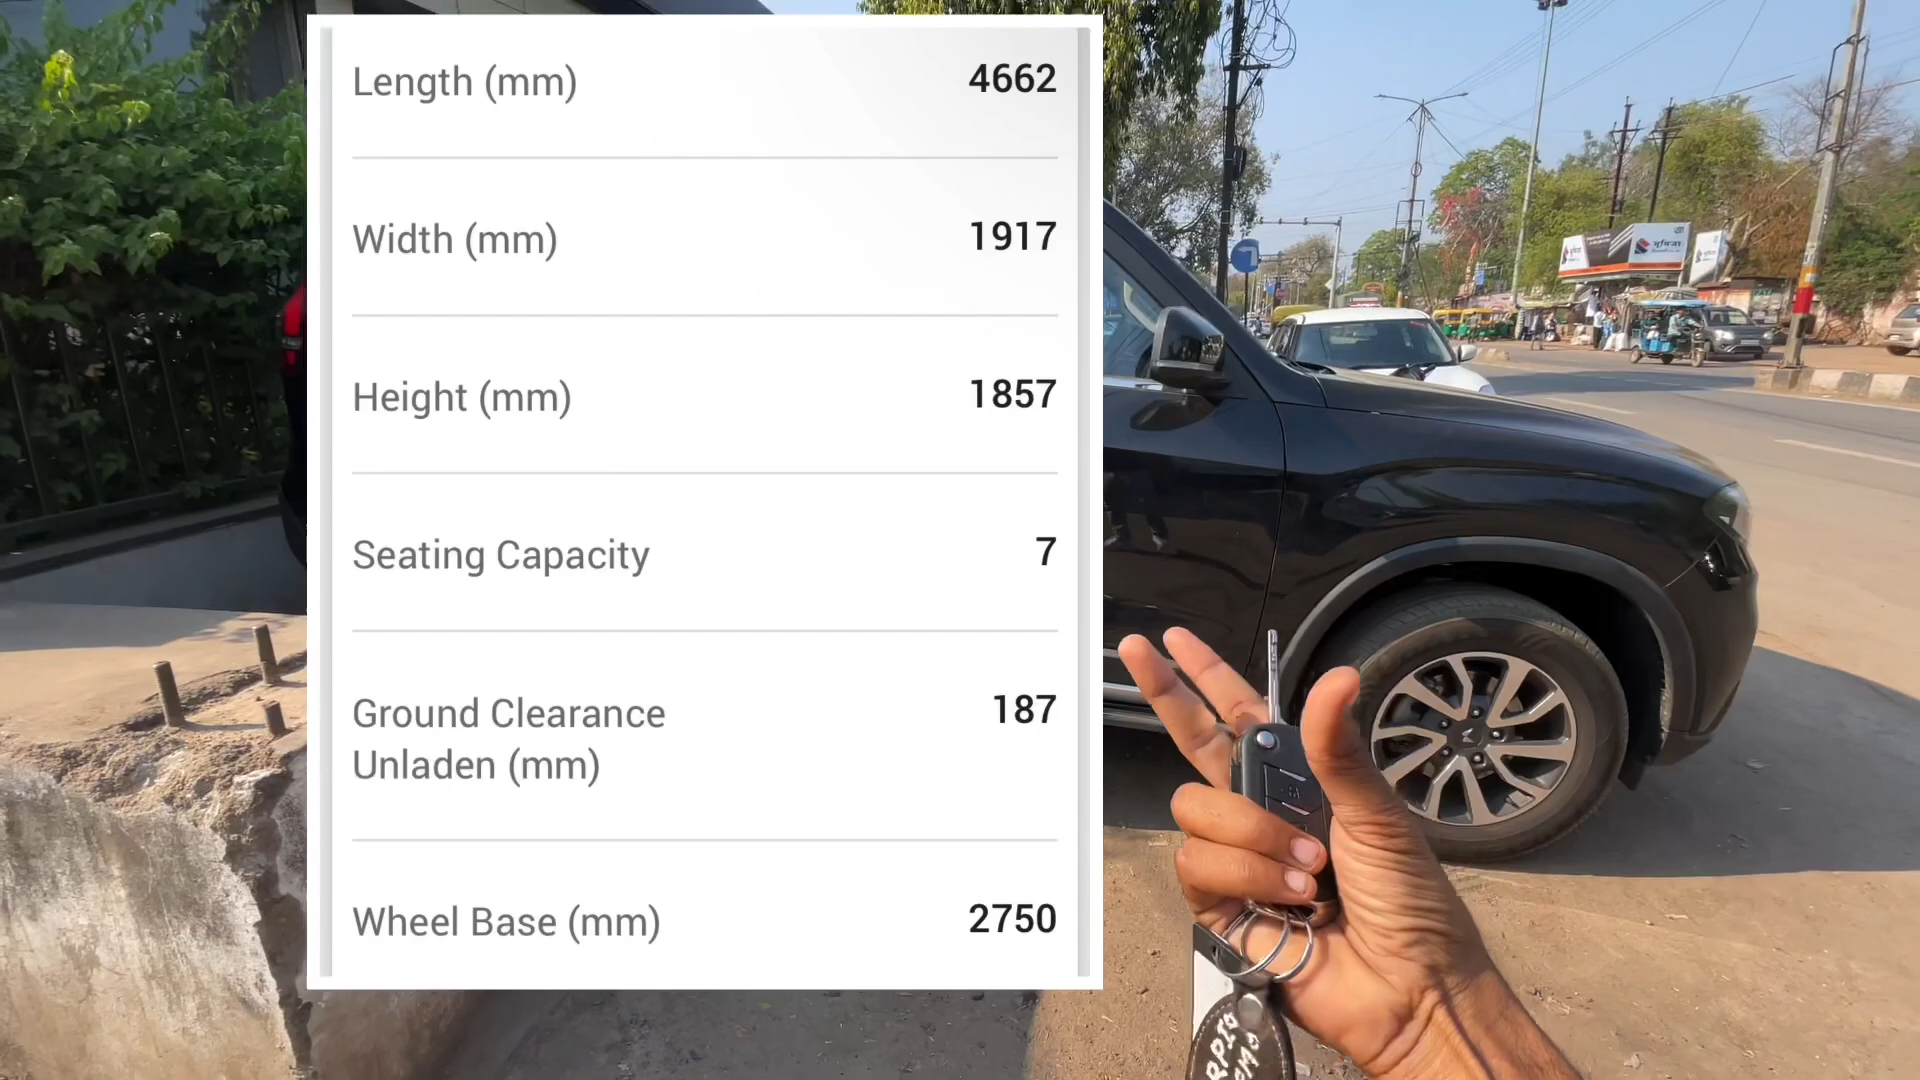 Length (mm) 4662
Width (mm) 1917
Height (mm) 1857
Seating Capacity 7
Ground Clearance 187
Unladen (mm)
Wheel Base (mm) 2750